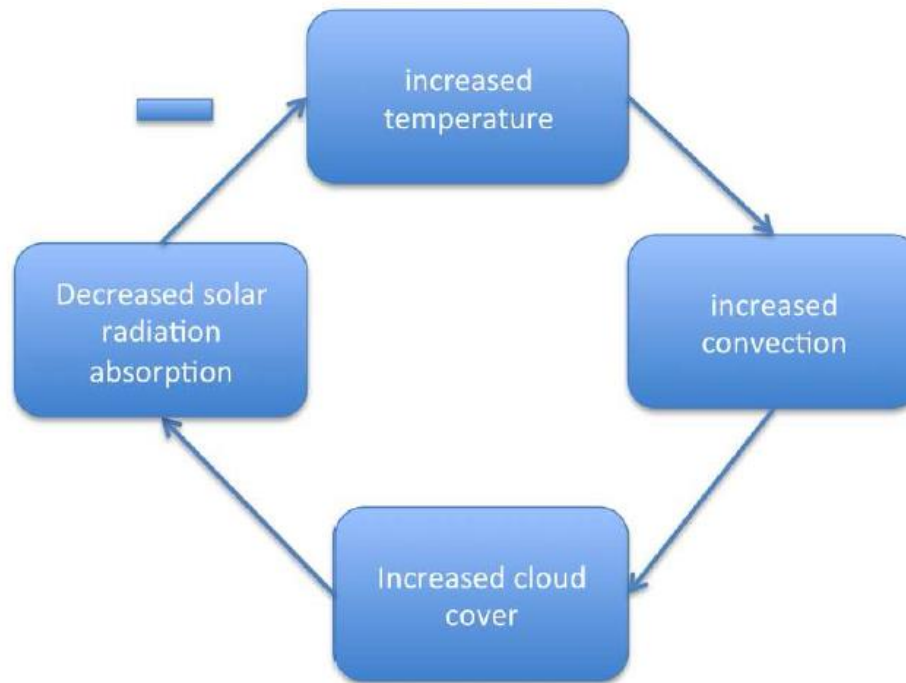 increased
temperature
increased
convection
Increased cloud
cover
Decreased solar
radiation
absorption